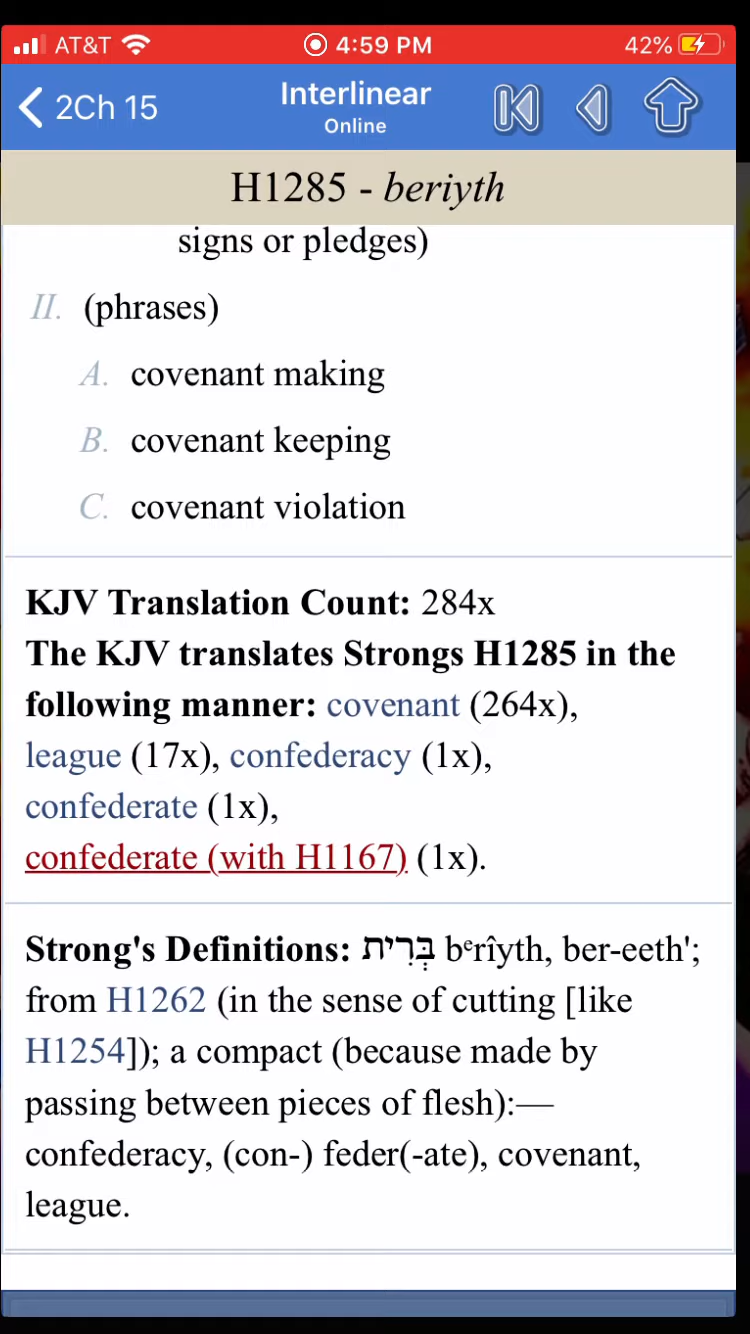 AT&T 4:59 PM 42%
2Ch 15 Interlinear
Online
H1285 - beriyth
signs or pledges)
II. (phrases)
A. covenant making
B. covenant keeping
C. covenant violation
KJV Translation Count: 284x
The KJV translates Strongs H1285 in the
following manner: covenant (264x),
league (17x), confederacy (1x),
confederate (1x),
confederate (with H1167) (1x).
Strong's Definitions: בְּרִית bᵉrîyth, ber-eeth';
from H1262 (in the sense of cutting [like
H1254]); a compact (because made by
passing between pieces of flesh):—
confederacy, (con-) feder(-ate), covenant,
league.